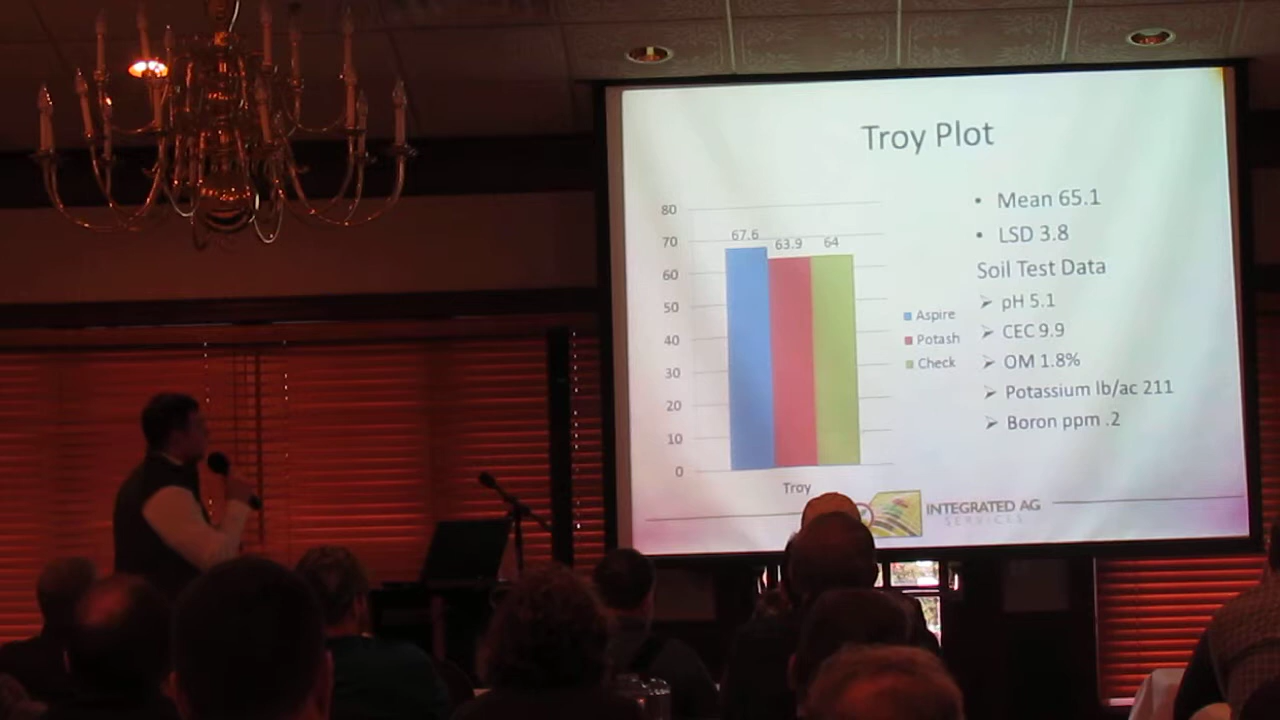 Troy Plot
80
70
60
50
40
30
20
10
0
67.6
63.9
64
Troy
Aspire
Potash
Check
• Mean 65.1
• LSD 3.8
Soil Test Data
➢ pH 5.1
➢ CEC 9.9
➢ OM 1.8%
➢ Potassium lb/ac 211
➢ Boron ppm .2
INTEGRATED AG
SERVICES